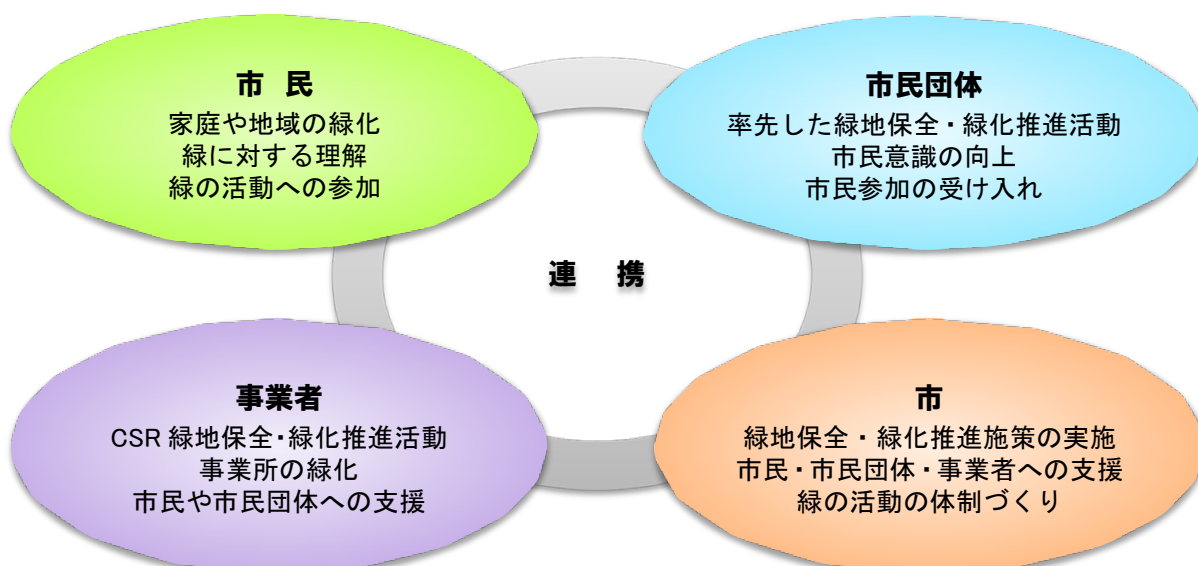 市 民
家庭や地域の緑化
緑に対する理解
緑の活動への参加
市民団体
率先した緑地保全・緑化推進活動
市民意識の向上
市民参加の受け入れ
連 携
事業者
CSR 緑地保全・緑化推進活動
事業所の緑化
市民や市民団体への支援
市
緑地保全・緑化推進施策の実施
市民・市民団体・事業者への支援
緑の活動の体制づくり